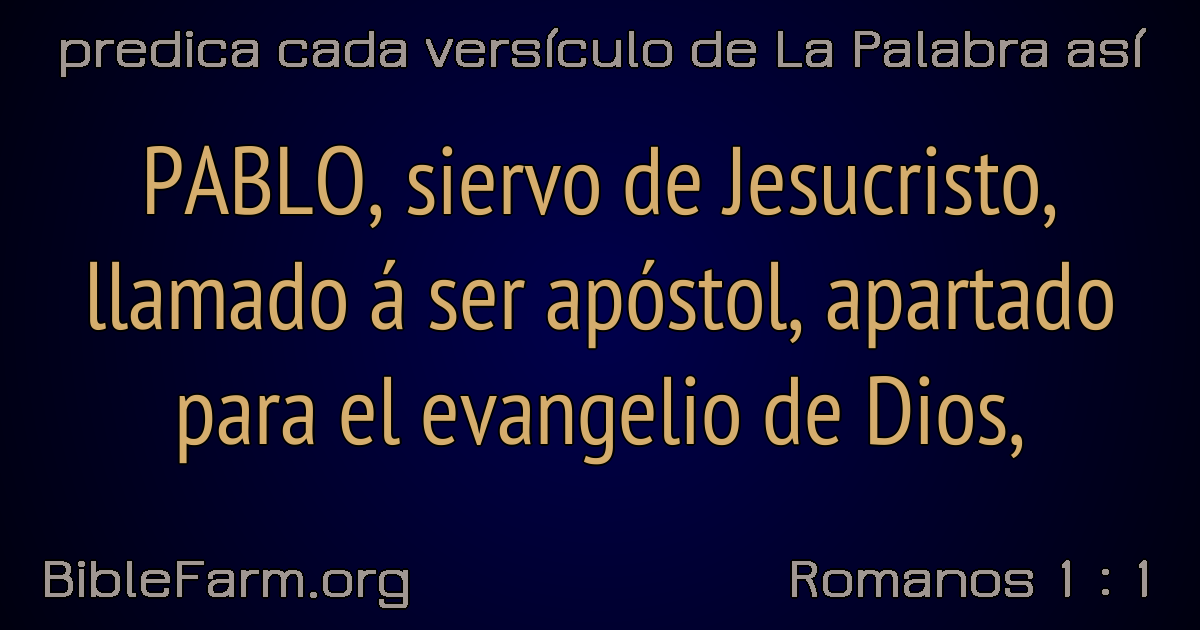 predica cada versículo de La Palabra así
PABLO, siervo de Jesucristo,
llamado á ser apóstol, apartado
para el evangelio de Dios,
BibleFarm.org
Romanos 1 : 1